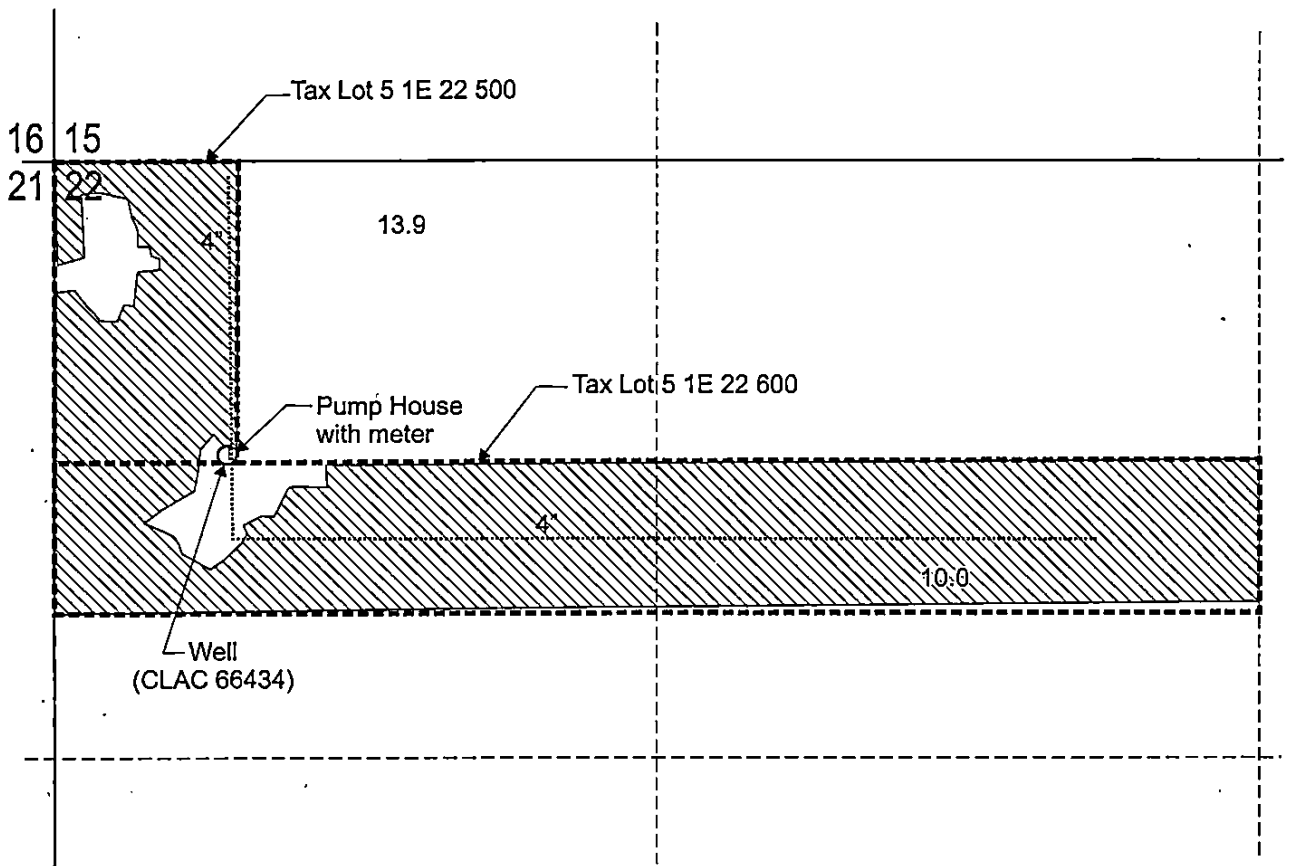 Tax Lot 5 1E 22 500
16 15
21 22
4"
13.9
Tax Lot 5 1E 22 600
Pump House
with meter
4"
10.0
Well
(CLAC 66434)